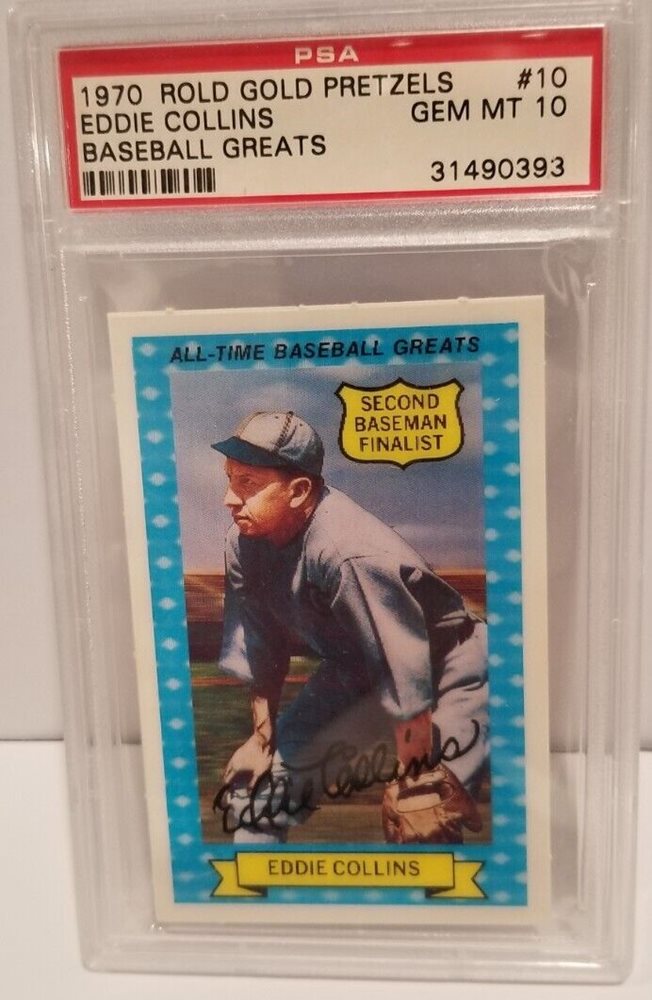 PSA
1970 ROLD GOLD PRETZELS #10
EDDIE COLLINS GEM MT 10
BASEBALL GREATS
31490393
ALL-TIME BASEBALL GREATS
SECOND
BASEMAN
FINALIST
Eddie Collins
EDDIE COLLINS